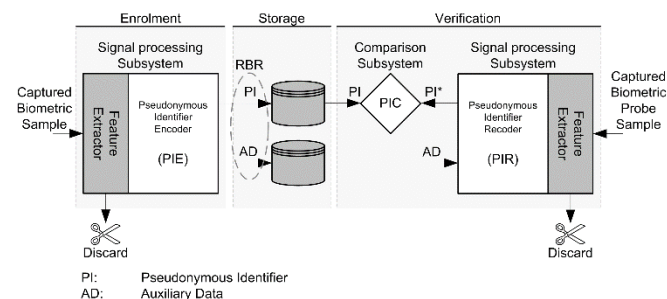 Enrolment
Storage
Verification
Signal processing
Subsystem
Comparison
Subsystem
Signal processing
Subsystem
RBR
Captured
Biometric
Sample
Feature
Extractor
Pseudonymous
Identifier
Encoder
(PIE)
PI
AD
PI
PIC
PI*
AD
Pseudonymous
Identifier
Recoder
(PIR)
Feature
Extractor
Captured
Biometric
Probe
Sample
Discard
Discard
PI: Pseudonymous Identifier
AD: Auxiliary Data